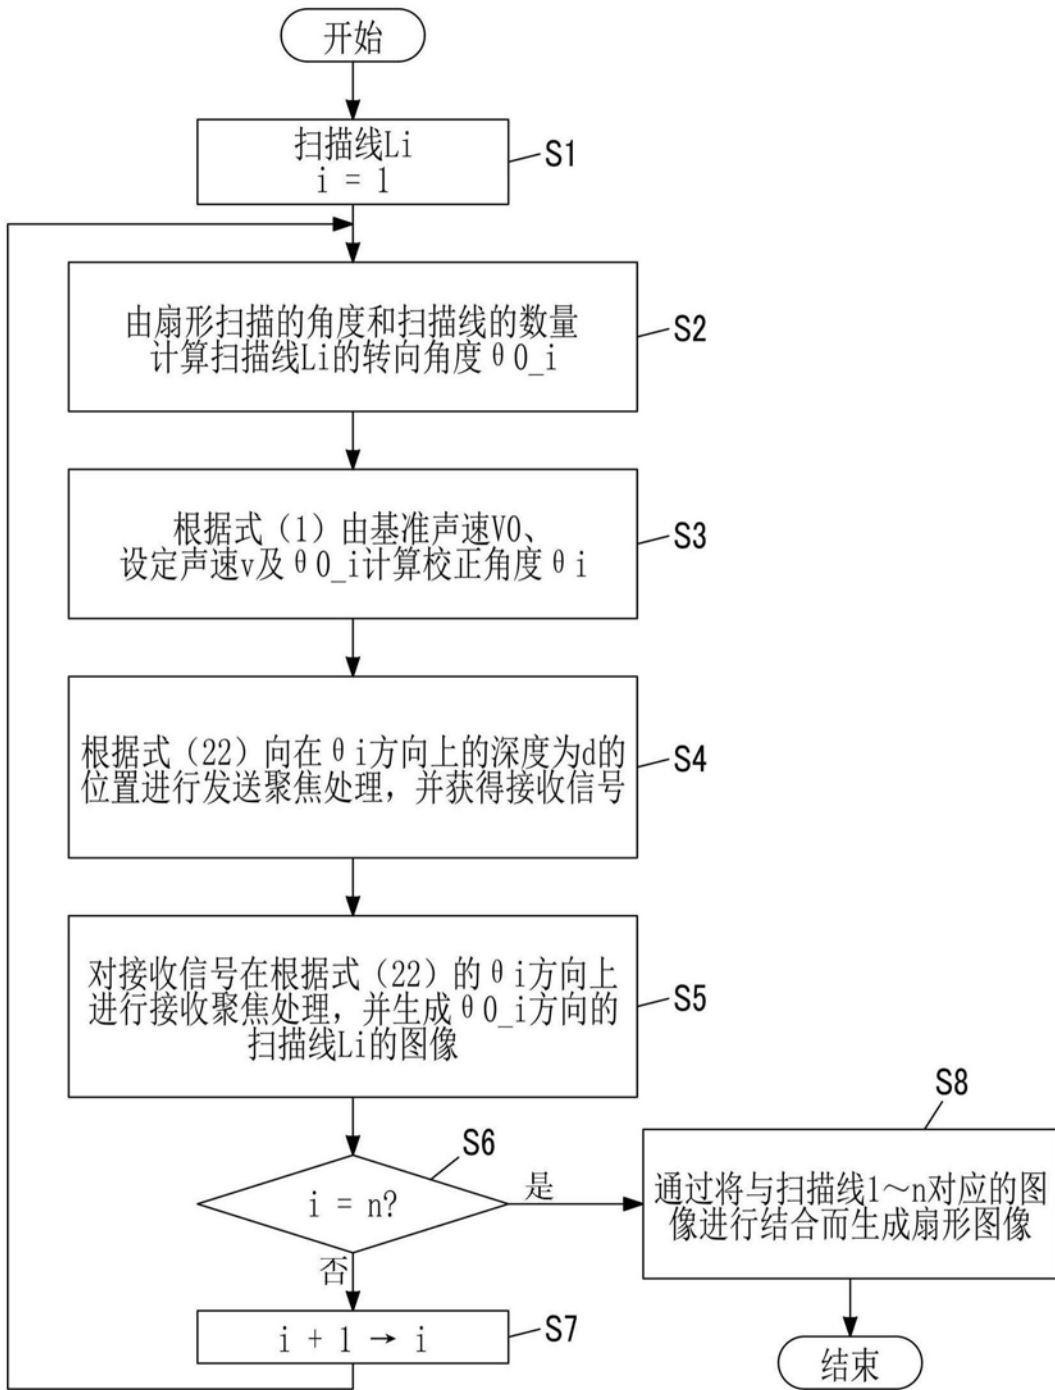 开始
扫描线Li
i = 1
S1
由扇形扫描的角度和扫描线的数量
计算扫描线Li的转向角度θ0_i
S2
根据式（1）由基准声速V0、
设定声速v及θ0_i计算校正角度θi
S3
根据式（22）向在θi方向上的深度为d的
位置进行发送聚焦处理，并获得接收信号
S4
对接收信号在根据式（22）的θi方向上
进行接收聚焦处理，并生成θ0_i方向的
扫描线Li的图像
S5
i = n?
S6
是
否
i + 1 → i
S7
S8
通过将与扫描线1～n对应的图
像进行结合而生成扇形图像
结束